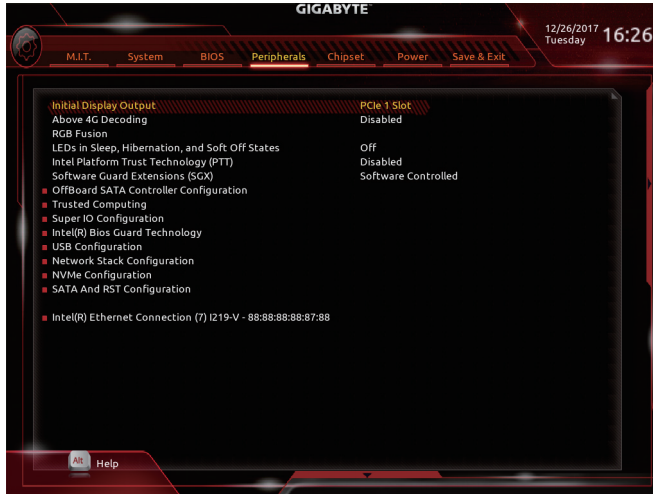 GIGABYTE™
12/26/2017 Tuesday 16:26
M.I.T. System BIOS Peripherals Chipset Power Save & Exit
Initial Display Output PCIe 1 Slot
Above 4G Decoding Disabled
RGB Fusion
LEDs in Sleep, Hibernation, and Soft Off States Off
Intel Platform Trust Technology (PTT) Disabled
Software Guard Extensions (SGX) Software Controlled
OffBoard SATA Controller Configuration
Trusted Computing
Super IO Configuration
Intel(R) Bios Guard Technology
USB Configuration
Network Stack Configuration
NVMe Configuration
SATA And RST Configuration
Intel(R) Ethernet Connection (7) I219-V - 88:88:88:88:87:88
Alt Help